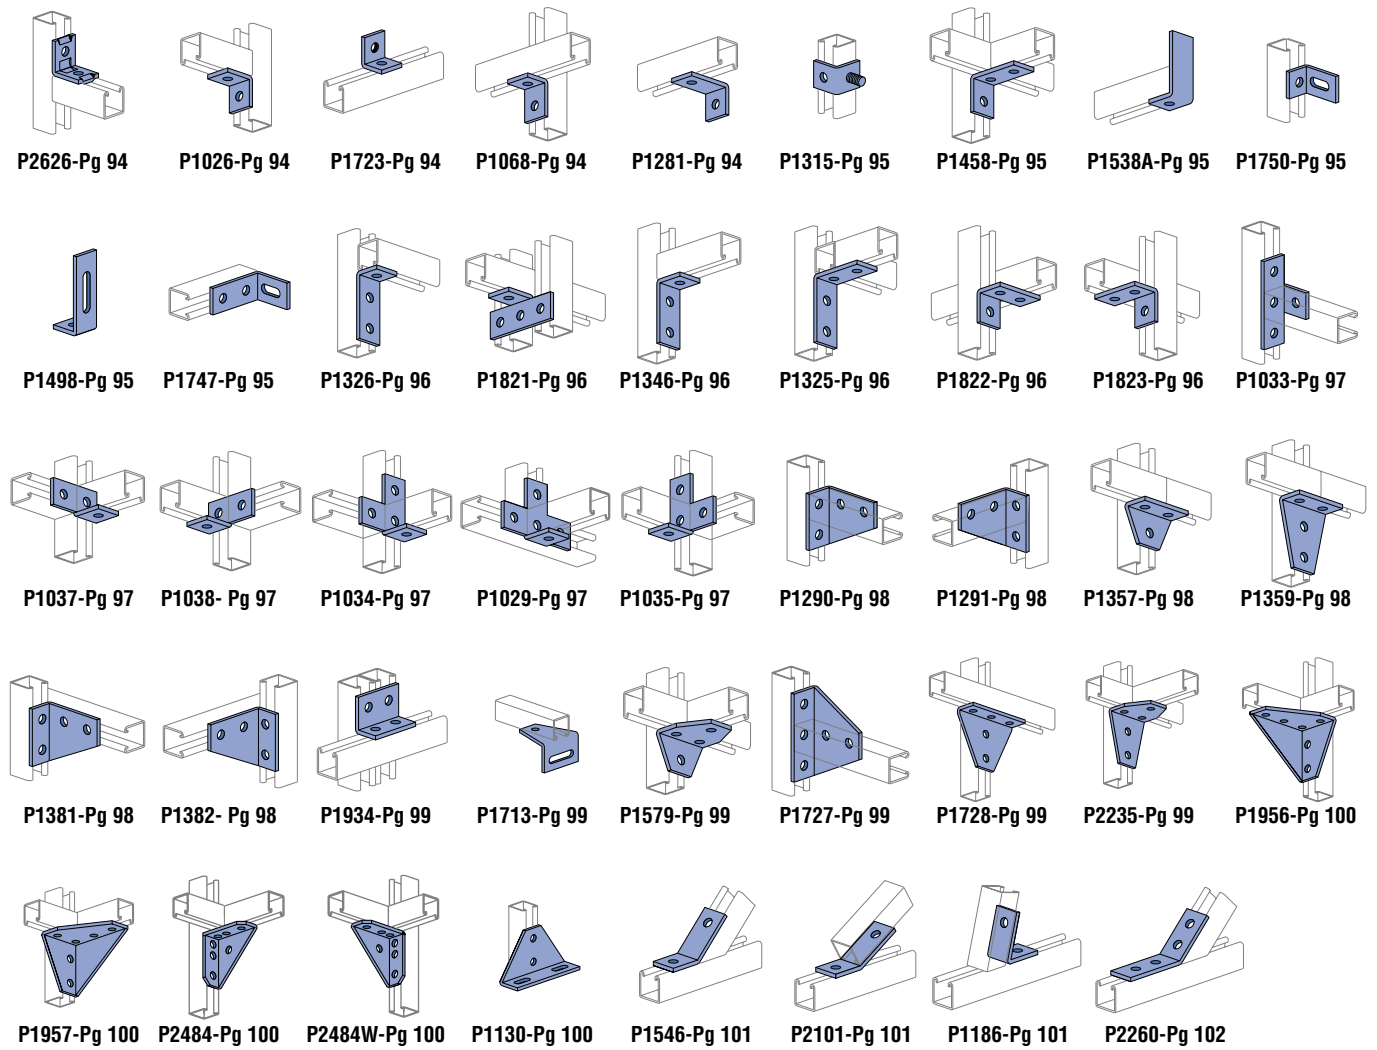 P2626-Pg 94 P1026-Pg 94 P1723-Pg 94 P1068-Pg 94 P1281-Pg 94 P1315-Pg 95 P1458-Pg 95 P1538A-Pg 95 P1750-Pg 95
P1498-Pg 95 P1747-Pg 95 P1326-Pg 96 P1821-Pg 96 P1346-Pg 96 P1325-Pg 96 P1822-Pg 96 P1823-Pg 96 P1033-Pg 97
P1037-Pg 97 P1038- Pg 97 P1034-Pg 97 P1029-Pg 97 P1035-Pg 97 P1290-Pg 98 P1291-Pg 98 P1357-Pg 98 P1359-Pg 98
P1381-Pg 98 P1382- Pg 98 P1934-Pg 99 P1713-Pg 99 P1579-Pg 99 P1727-Pg 99 P1728-Pg 99 P2235-Pg 99 P1956-Pg 100
P1957-Pg 100 P2484-Pg 100 P2484W-Pg 100 P1130-Pg 100 P1546-Pg 101 P2101-Pg 101 P1186-Pg 101 P2260-Pg 102